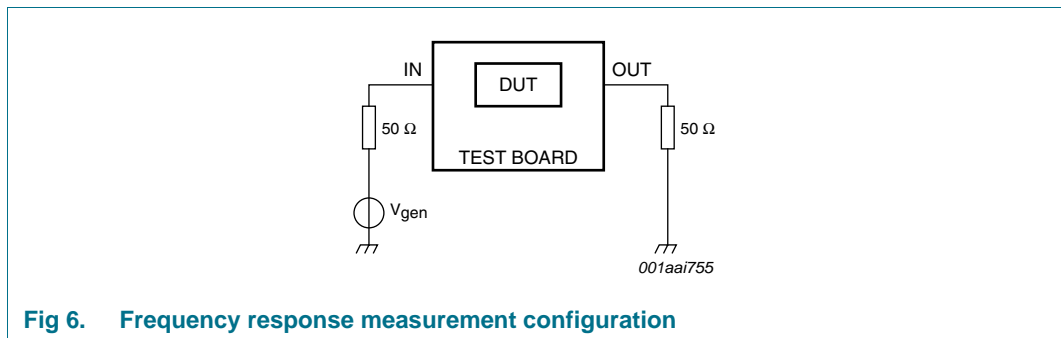 IN
OUT
DUT
50 Ω
50 Ω
TEST BOARD
Vgen
001aai755
Fig 6. Frequency response measurement configuration